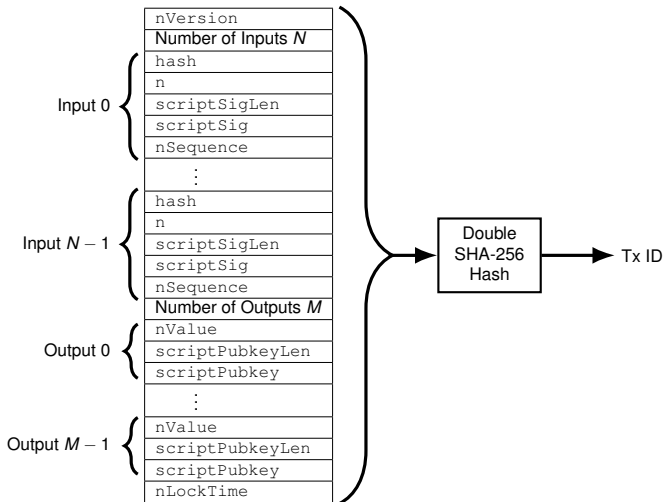 nVersion
Number of Inputs N
hash
n
scriptSigLen
scriptSig
nSequence
Input 0
⋮
hash
n
scriptSigLen
scriptSig
nSequence
Input N − 1
Number of Outputs M
nValue
scriptPubkeyLen
scriptPubkey
Output 0
⋮
nValue
scriptPubkeyLen
scriptPubkey
Output M − 1
nLockTime
Double
SHA-256
Hash
Tx ID